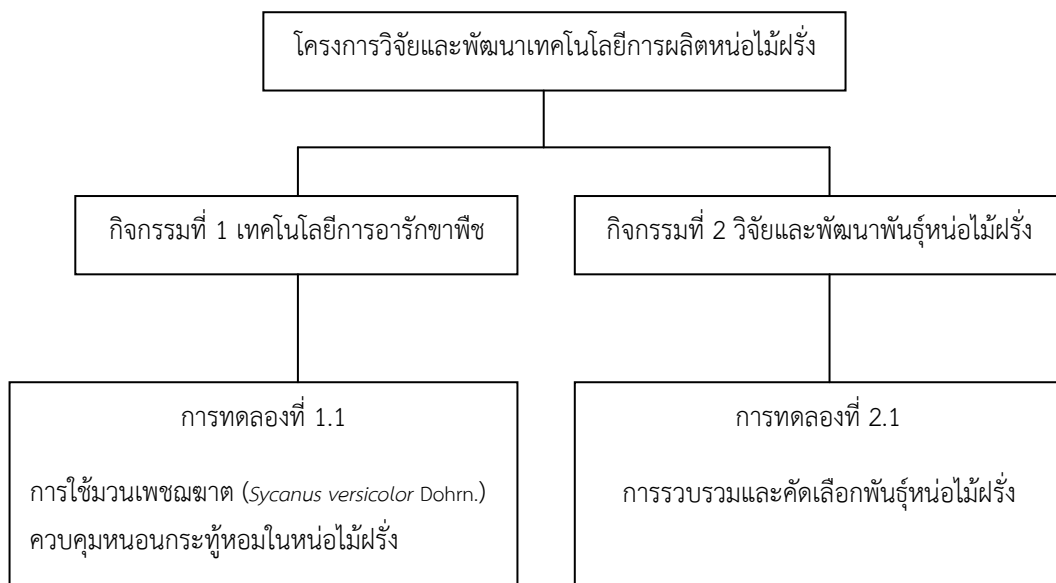 โครงการวิจัยและพัฒนาเทคโนโลยีการผลิตหน่อไม้ฝรั่ง
กิจกรรมที่ 1 เทคโนโลยีการอารักขาพืช
กิจกรรมที่ 2 วิจัยและพัฒนาพันธุ์หน่อไม้ฝรั่ง
การทดลองที่ 1.1
การใช้มวนเพชฌฆาต (Sycanus versicolor Dohrn.)
ควบคุมหนอนกระทู้หอมในหน่อไม้ฝรั่ง
การทดลองที่ 2.1
การรวบรวมและคัดเลือกพันธุ์หน่อไม้ฝรั่ง